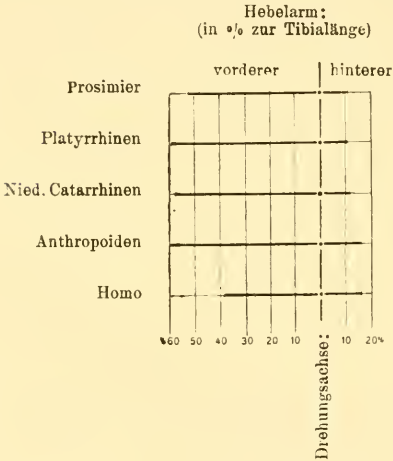 Hebelarm:
(in % zur Tibialänge)
vorderer hinterer
Prosimier
Platyrrhinen
Nied. Catarrhinen
Anthropoiden
Homo
%60 50 40 30 20 10 10 20%
Drehungsachse: